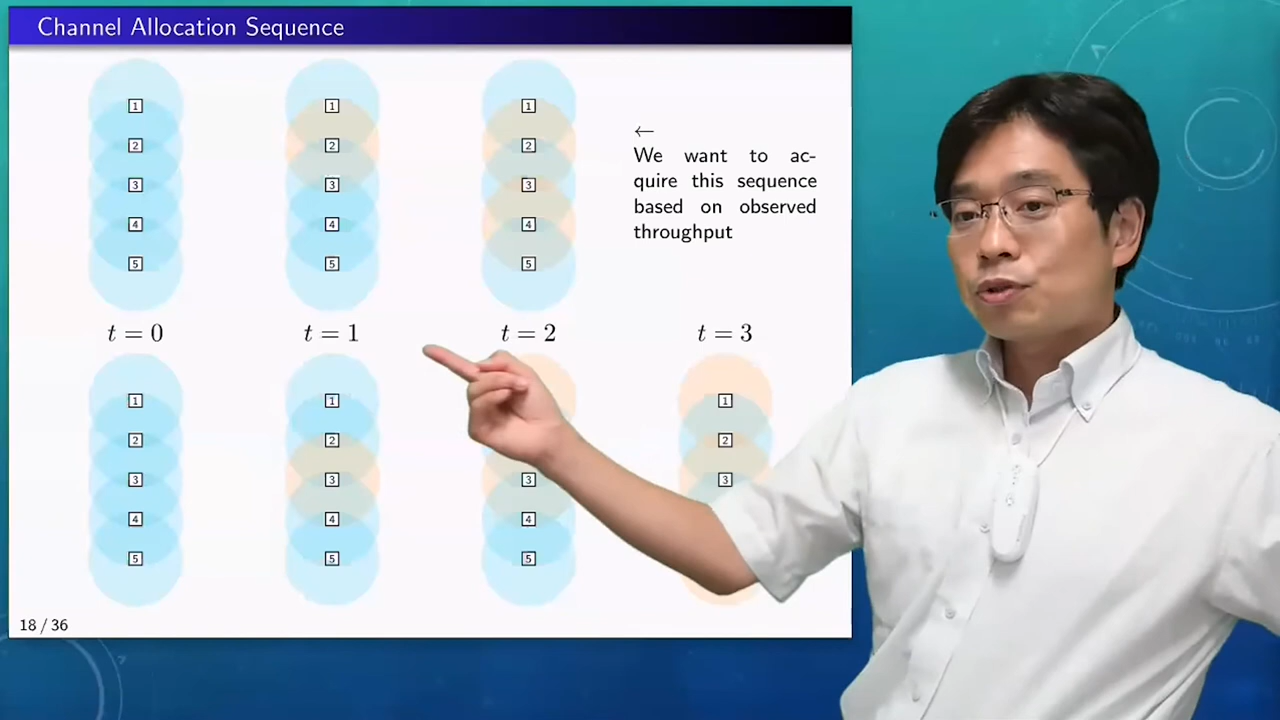 Channel Allocation Sequence
1 1 1
2 2 2
3 3 3
4 4 4
5 5 5
←
We want to ac-
quire this sequence
based on observed
throughput
t = 0 t = 1 t = 2 t = 3
1 1 1
2 2 2
3 3 3 3
4 4 4
5 5 5
18 / 36